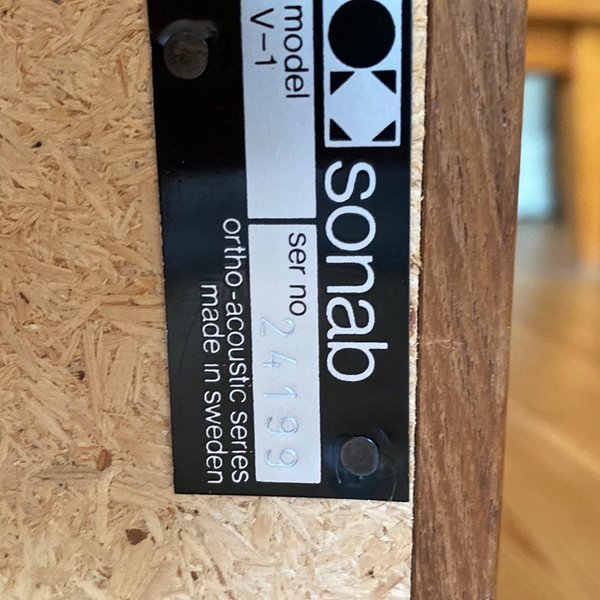 sonab
model
V-1
ser no
24199
ortho-acoustic series
made in sweden